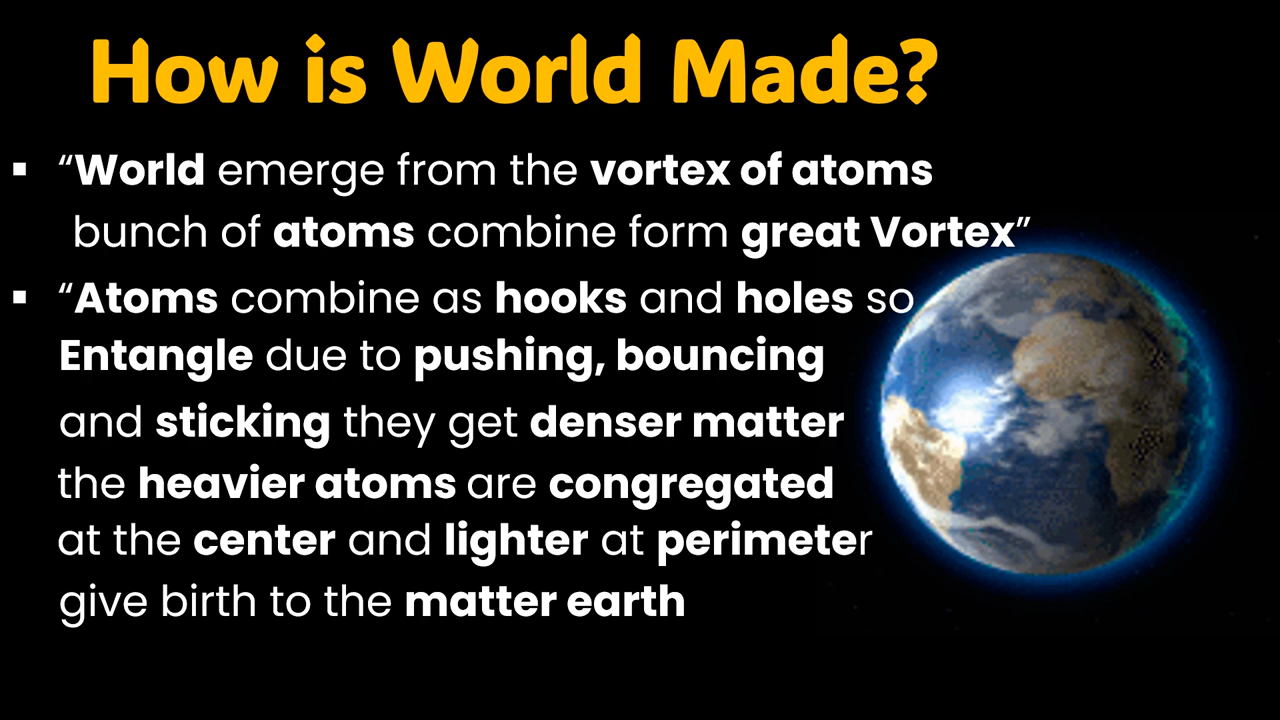 How is World Made?
▪ “World emerge from the vortex of atoms
bunch of atoms combine form great Vortex”
▪ “Atoms combine as hooks and holes so
Entangle due to pushing, bouncing
and sticking they get denser matter
the heavier atoms are congregated
at the center and lighter at perimeter
give birth to the matter earth